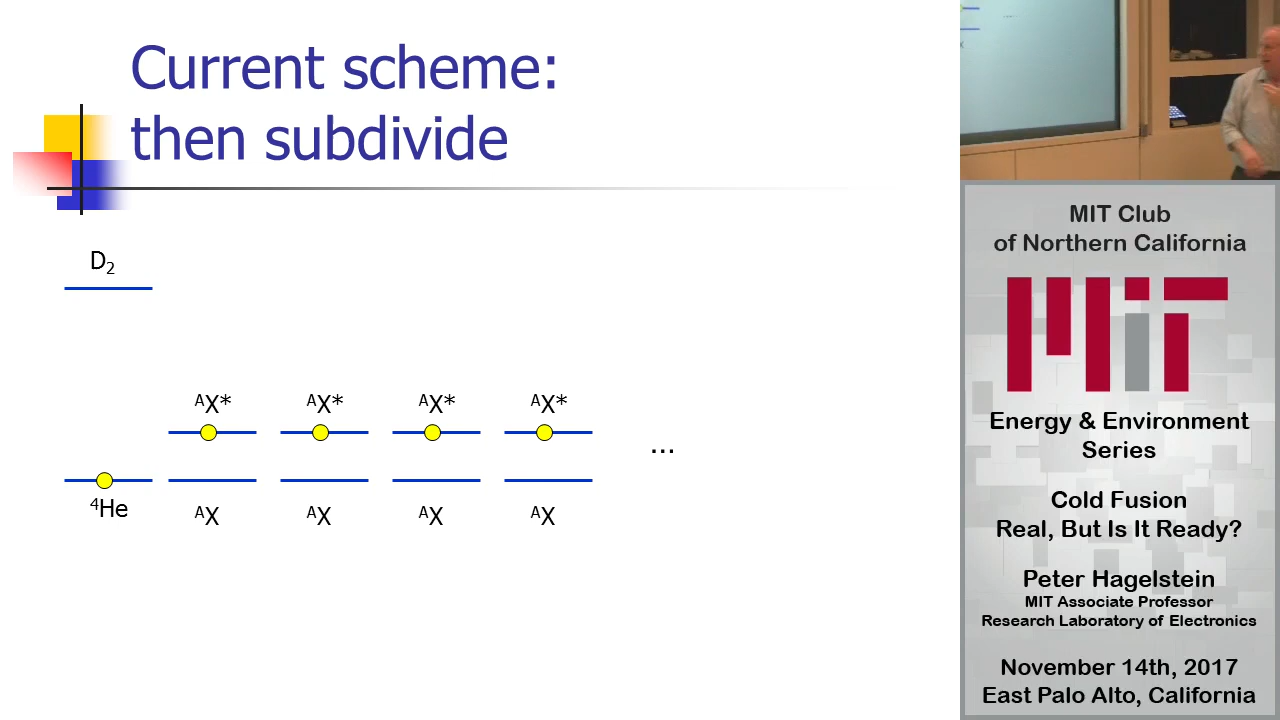 Current scheme:
then subdivide
D₂
ᴬX* ᴬX* ᴬX* ᴬX*
...
⁴He ᴬX ᴬX ᴬX ᴬX
MIT Club
of Northern California
MIT
Energy & Environment
Series
Cold Fusion
Real, But Is It Ready?
Peter Hagelstein
MIT Associate Professor
Research Laboratory of Electronics
November 14th, 2017
East Palo Alto, California